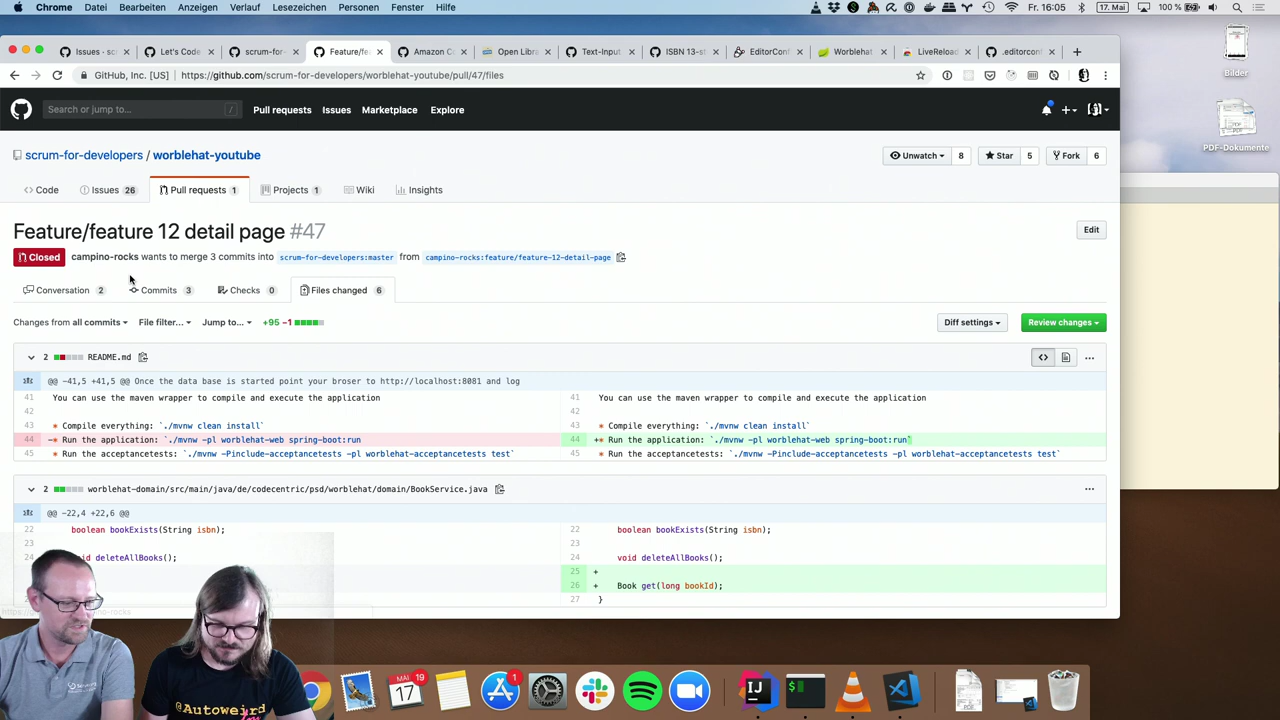 Chrome Datei Bearbeiten Anzeigen Verlauf Lesezeichen Personen Fenster Hilfe
Fr. 16:05 17. Mai 100 %
Issues · sc Let's Code scrum-for- Feature/fea Amazon C Open Libra Text-Input ISBN 13-st EditorConf Worblehat LiveReload .editorconf
GitHub, Inc. [US] https://github.com/scrum-for-developers/worblehat-youtube/pull/47/files
Bilder
PDF-Dokumente
Search or jump to... / Pull requests Issues Marketplace Explore
scrum-for-developers / worblehat-youtube
Unwatch 8 Star 5 Fork 6
Code Issues 26 Pull requests 1 Projects 1 Wiki Insights
Feature/feature 12 detail page #47
Edit
Closed campino-rocks wants to merge 3 commits into scrum-for-developers:master from campino-rocks:feature/feature-12-detail-page
Conversation 2 Commits 3 Checks 0 Files changed 6
Changes from all commits File filter... Jump to... +95 −1
Diff settings Review changes
2 README.md
@@ -41,5 +41,5 @@ Once the data base is started point your broser to http://localhost:8081 and log
41 You can use the maven wrapper to compile and execute the application 41 You can use the maven wrapper to compile and execute the application
42 42
43 * Compile everything: `./mvnw clean install` 43 * Compile everything: `./mvnw clean install`
44 -* Run the application: `./mvnw -pl worblehat-web spring-boot:run 44 +* Run the application: `./mvnw -pl worblehat-web spring-boot:run`
45 * Run the acceptancetests: `./mvnw -Pinclude-acceptancetests -pl worblehat-acceptancetests test` 45 * Run the acceptancetests: `./mvnw -Pinclude-acceptancetests -pl worblehat-acceptancetests test`
2 worblehat-domain/src/main/java/de/codecentric/psd/worblehat/domain/BookService.java
@@ -22,4 +22,6 @@
22 boolean bookExists(String isbn); 22 boolean bookExists(String isbn);
23 23
24 deleteAllBooks(); 24 void deleteAllBooks();
25 +
26 + Book get(long bookId);
27 }
@Autoweird
MAI 19
17
1
IJ
$